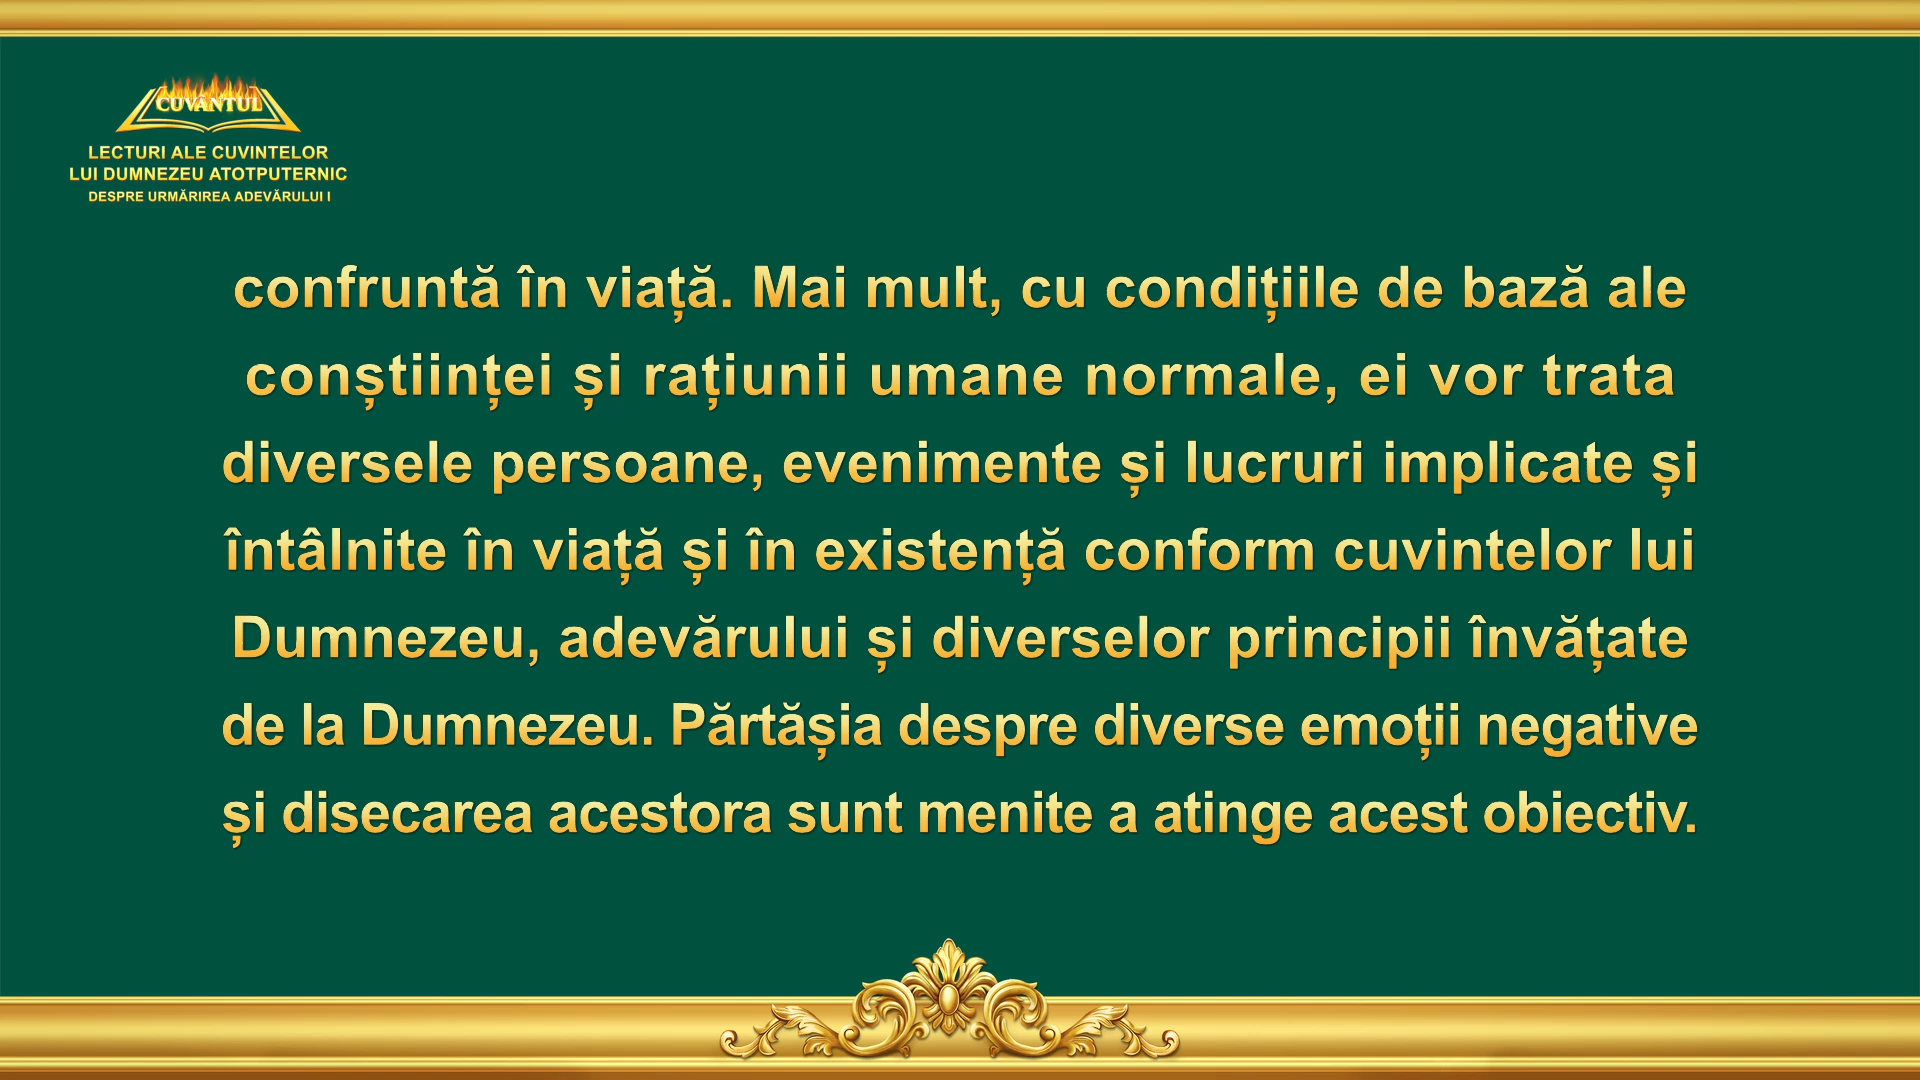 CUVÂNTUL
LECTURI ALE CUVINTELOR
LUI DUMNEZEU ATOTPUTERNIC
DESPRE URMĂRIREA ADEVĂRULUI I
confruntă în viață. Mai mult, cu condițiile de bază ale
conștiinței și rațiunii umane normale, ei vor trata
diversele persoane, evenimente și lucruri implicate și
întâlnite în viață și în existență conform cuvintelor lui
Dumnezeu, adevărului și diverselor principii învățate
de la Dumnezeu. Părtășia despre diverse emoții negative
și disecarea acestora sunt menite a atinge acest obiectiv.